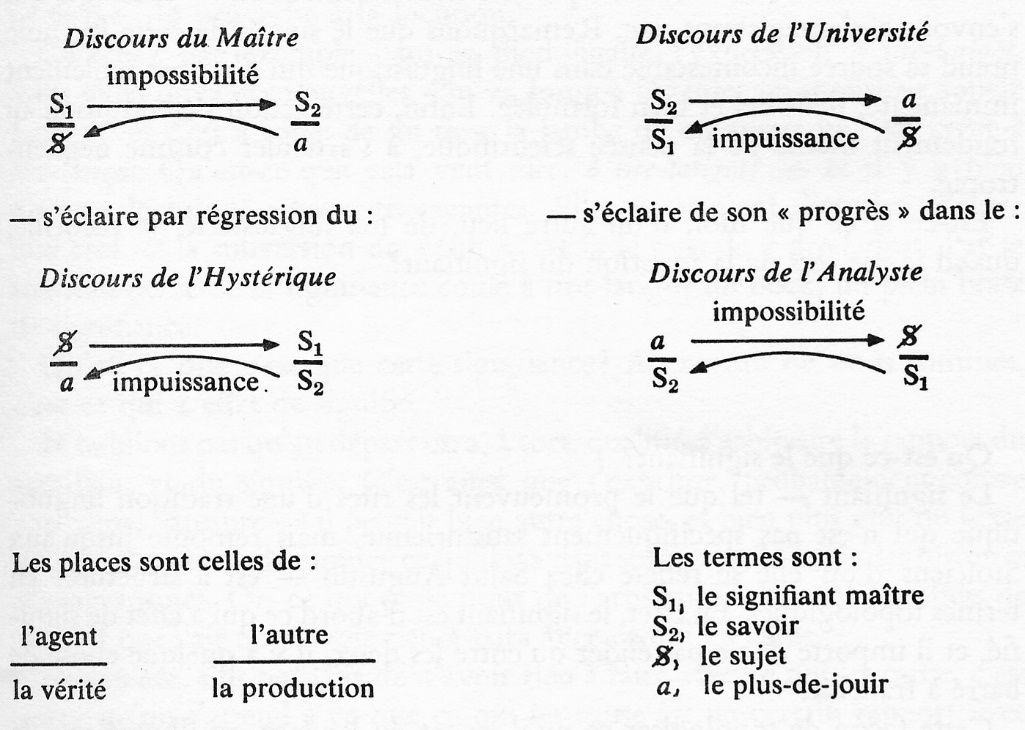 Discours du Maître
impossibilité
S₁ S₂
$ a
— s'éclaire par régression du :
Discours de l'Hystérique
$ S₁
a impuissance. S₂
Discours de l'Université
S₂ a
S₁ impuissance $
— s'éclaire de son « progrès » dans le :
Discours de l'Analyste
impossibilité
a $
S₂ S₁
Les places sont celles de :
l'agent l'autre
la vérité la production
Les termes sont :
S₁, le signifiant maître
S₂, le savoir
$, le sujet
a, le plus-de-jouir